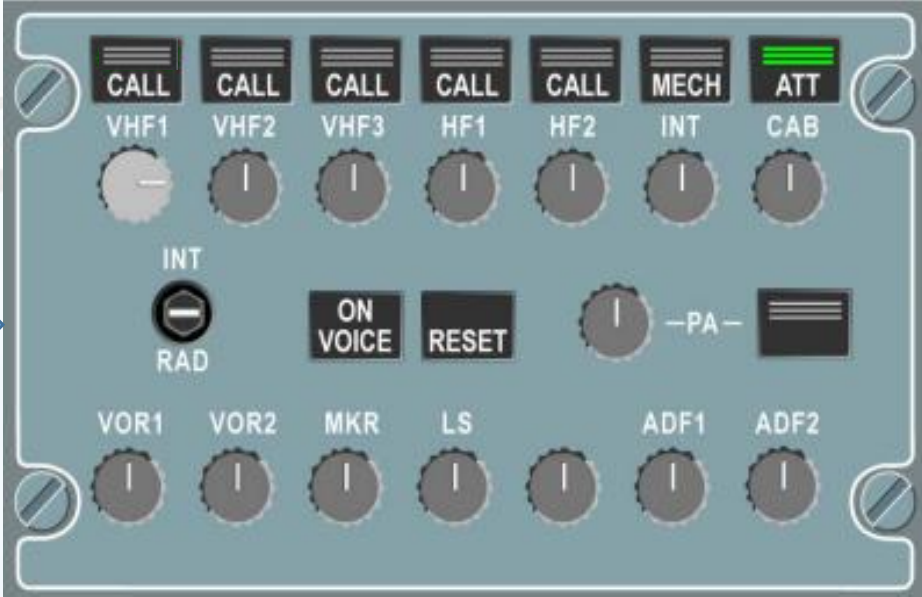 CALL CALL CALL CALL CALL MECH ATT
VHF1 VHF2 VHF3 HF1 HF2 INT CAB
INT
RAD
ON
VOICE
RESET
PA
VOR1 VOR2 MKR LS ADF1 ADF2